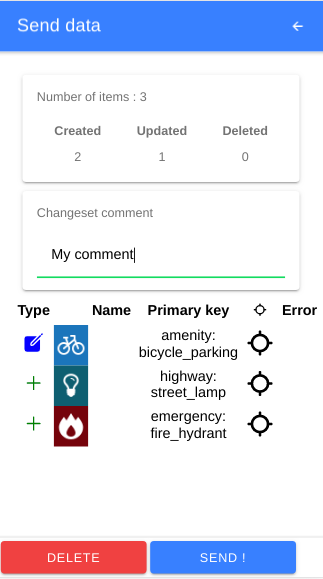 Send data
Number of items : 3
Created Updated Deleted
2 1 0
Changeset comment
My comment
Type Name Primary key Error
amenity:
bicycle_parking
highway:
street_lamp
emergency:
fire_hydrant
DELETE SEND !